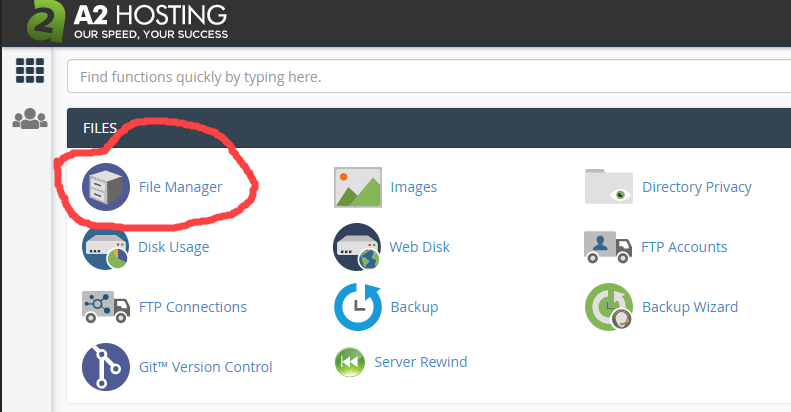 A2 HOSTING
OUR SPEED, YOUR SUCCESS
Find functions quickly by typing here.
FILES
File Manager
Images
Directory Privacy
Disk Usage
Web Disk
FTP Accounts
FTP Connections
Backup
Backup Wizard
Git™ Version Control
Server Rewind